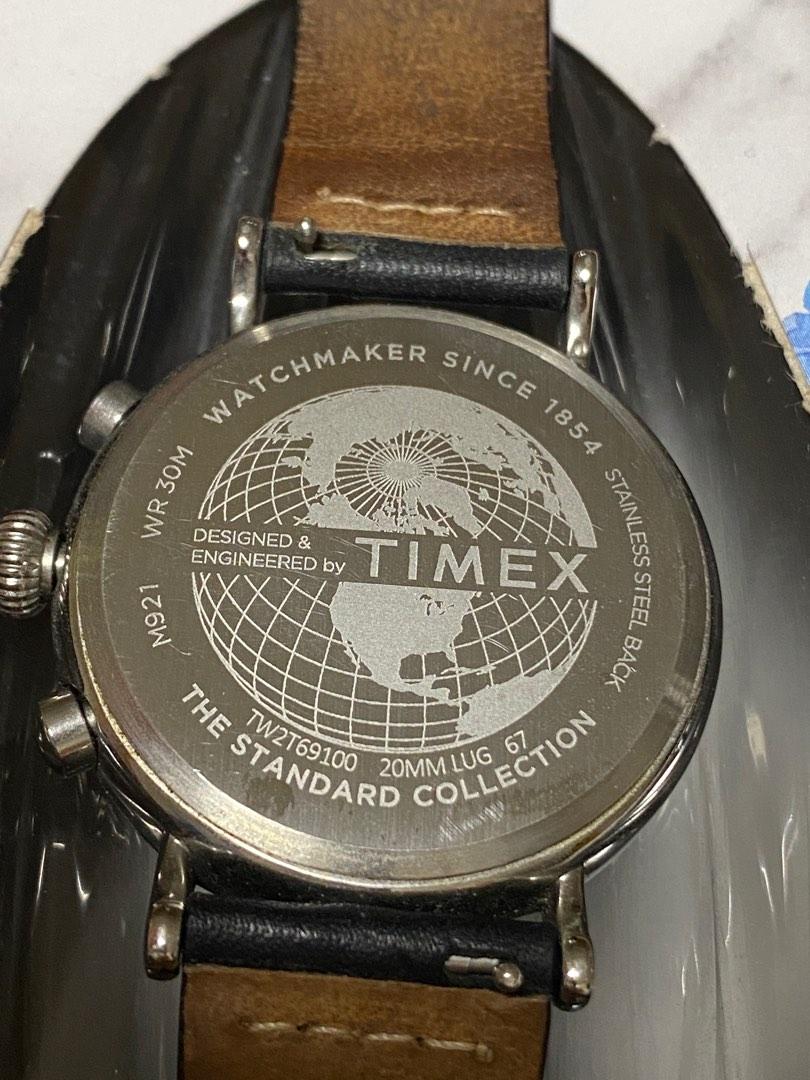 WATCHMAKER SINCE 1854
STAINLESS STEEL BACK
WR 30M
M921
DESIGNED &
ENGINEERED by
TIMEX
TW2T69100 20MM LUG 67
THE STANDARD COLLECTION